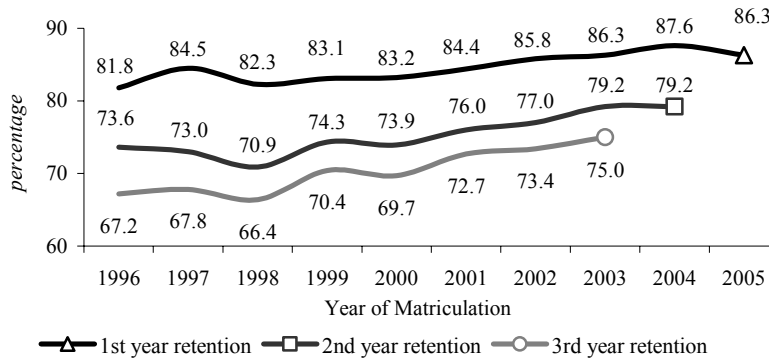 90
80
70
60
percentage
81.8 84.5 82.3 83.1 83.2 84.4 85.8 86.3 87.6 86.3
73.6 73.0 70.9 74.3 73.9 76.0 77.0 79.2 79.2
67.2 67.8 66.4 70.4 69.7 72.7 73.4 75.0
1996 1997 1998 1999 2000 2001 2002 2003 2004 2005
Year of Matriculation
1st year retention 2nd year retention 3rd year retention